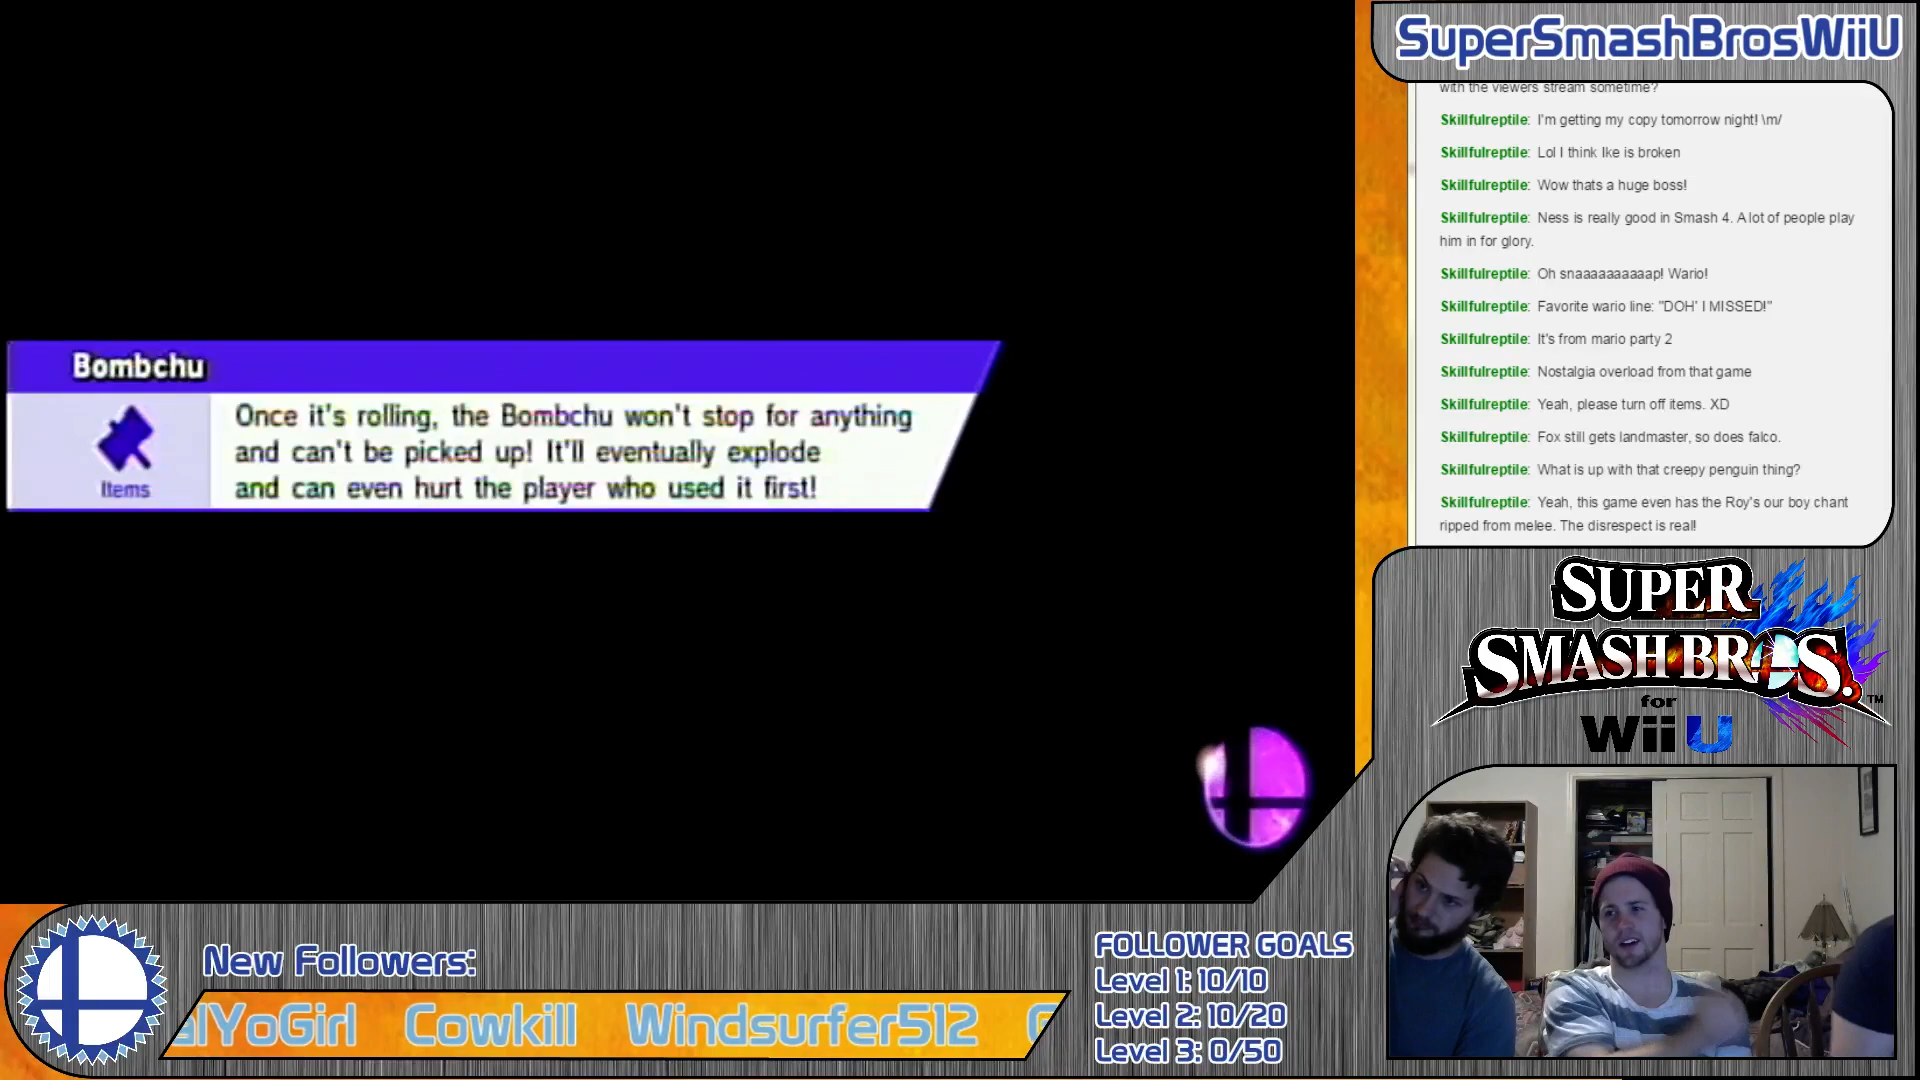 SuperSmashBrosWiiU
with the viewers stream sometime?
Skillfulreptile: I'm getting my copy tomorrow night! \m/
Skillfulreptile: Lol I think Ike is broken
Skillfulreptile: Wow thats a huge boss!
Skillfulreptile: Ness is really good in Smash 4. A lot of people play
him in for glory.
Skillfulreptile: Oh snaaaaaaaaaap! Wario!
Skillfulreptile: Favorite wario line: "DOH' I MISSED!"
Skillfulreptile: It's from mario party 2
Skillfulreptile: Nostalgia overload from that game
Skillfulreptile: Yeah, please turn off items. XD
Skillfulreptile: Fox still gets landmaster, so does falco.
Skillfulreptile: What is up with that creepy penguin thing?
Skillfulreptile: Yeah, this game even has the Roy's our boy chant
ripped from melee. The disrespect is real!
Bombchu
Items
Once it's rolling, the Bombchu won't stop for anything
and can't be picked up! It'll eventually explode
and can even hurt the player who used it first!
SUPER
SMASH BROS.™
for
Wii U
New Followers:
alYoGirl Cowkill Windsurfer512
FOLLOWER GOALS
Level 1: 10/10
Level 2: 10/20
Level 3: 0/50